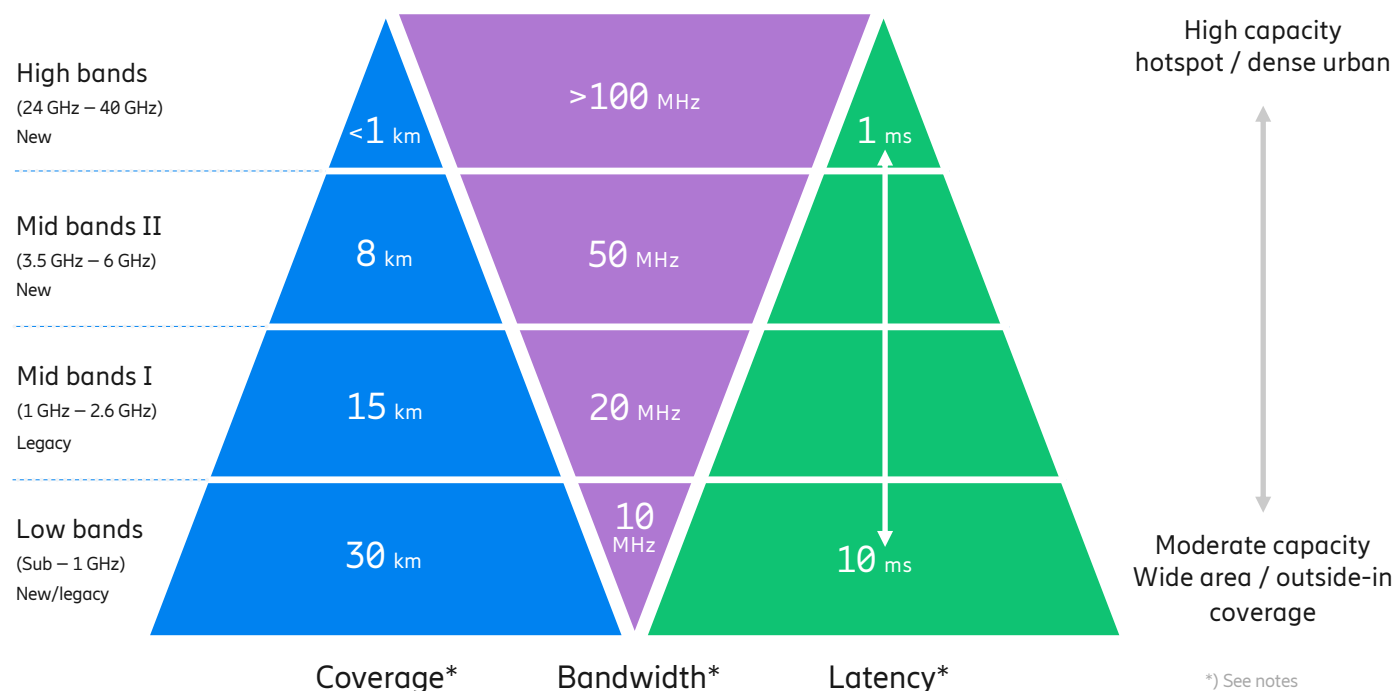 High bands
(24 GHz – 40 GHz)
New
Mid bands II
(3.5 GHz – 6 GHz)
New
Mid bands I
(1 GHz – 2.6 GHz)
Legacy
Low bands
(Sub – 1 GHz)
New/legacy
<1 km
8 km
15 km
30 km
Coverage*
>100 MHz
50 MHz
20 MHz
10
MHz
Bandwidth*
1 ms
10 ms
Latency*
High capacity
hotspot / dense urban
Moderate capacity
Wide area / outside-in
coverage
*) See notes